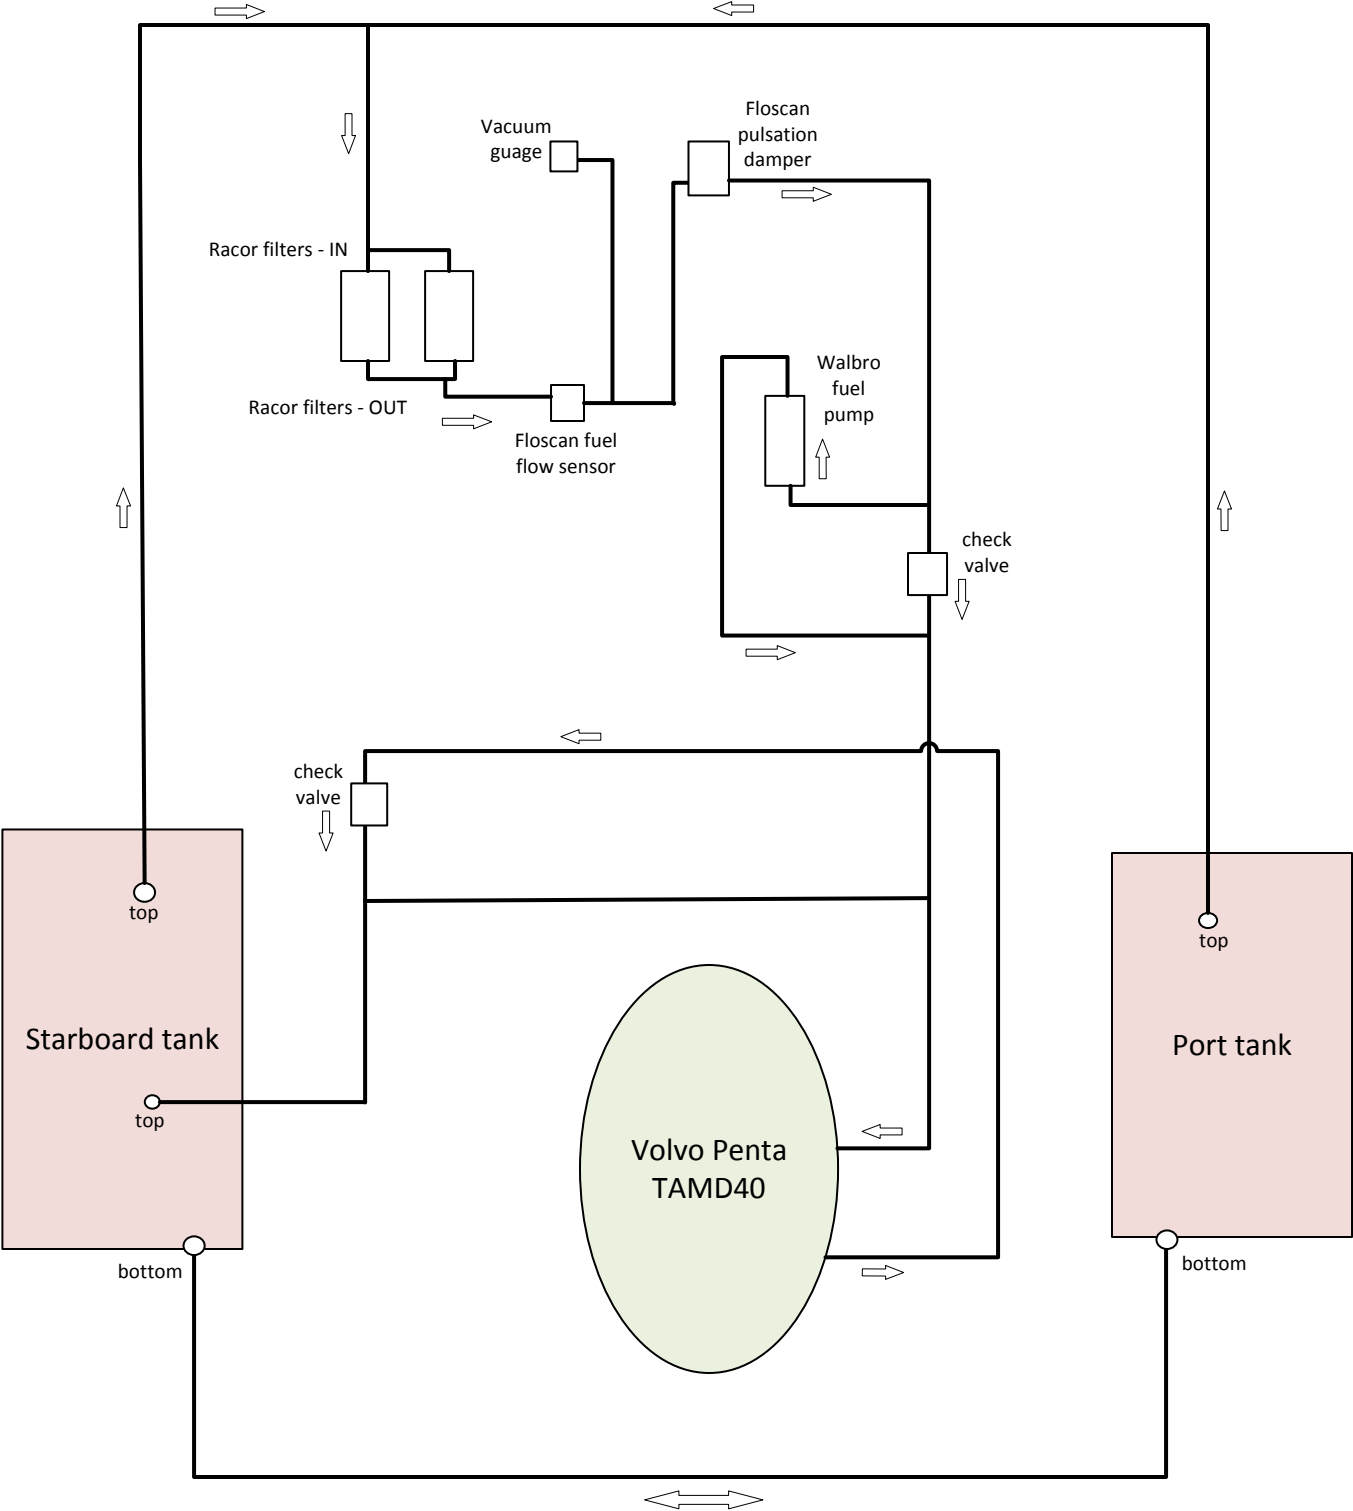 Floscan
pulsation
damper
Vacuum
guage
Racor filters - IN
Racor filters - OUT
Floscan fuel
flow sensor
Walbro
fuel
pump
check
valve
check
valve
top
Starboard tank
top
bottom
Volvo Penta
TAMD40
top
Port tank
bottom